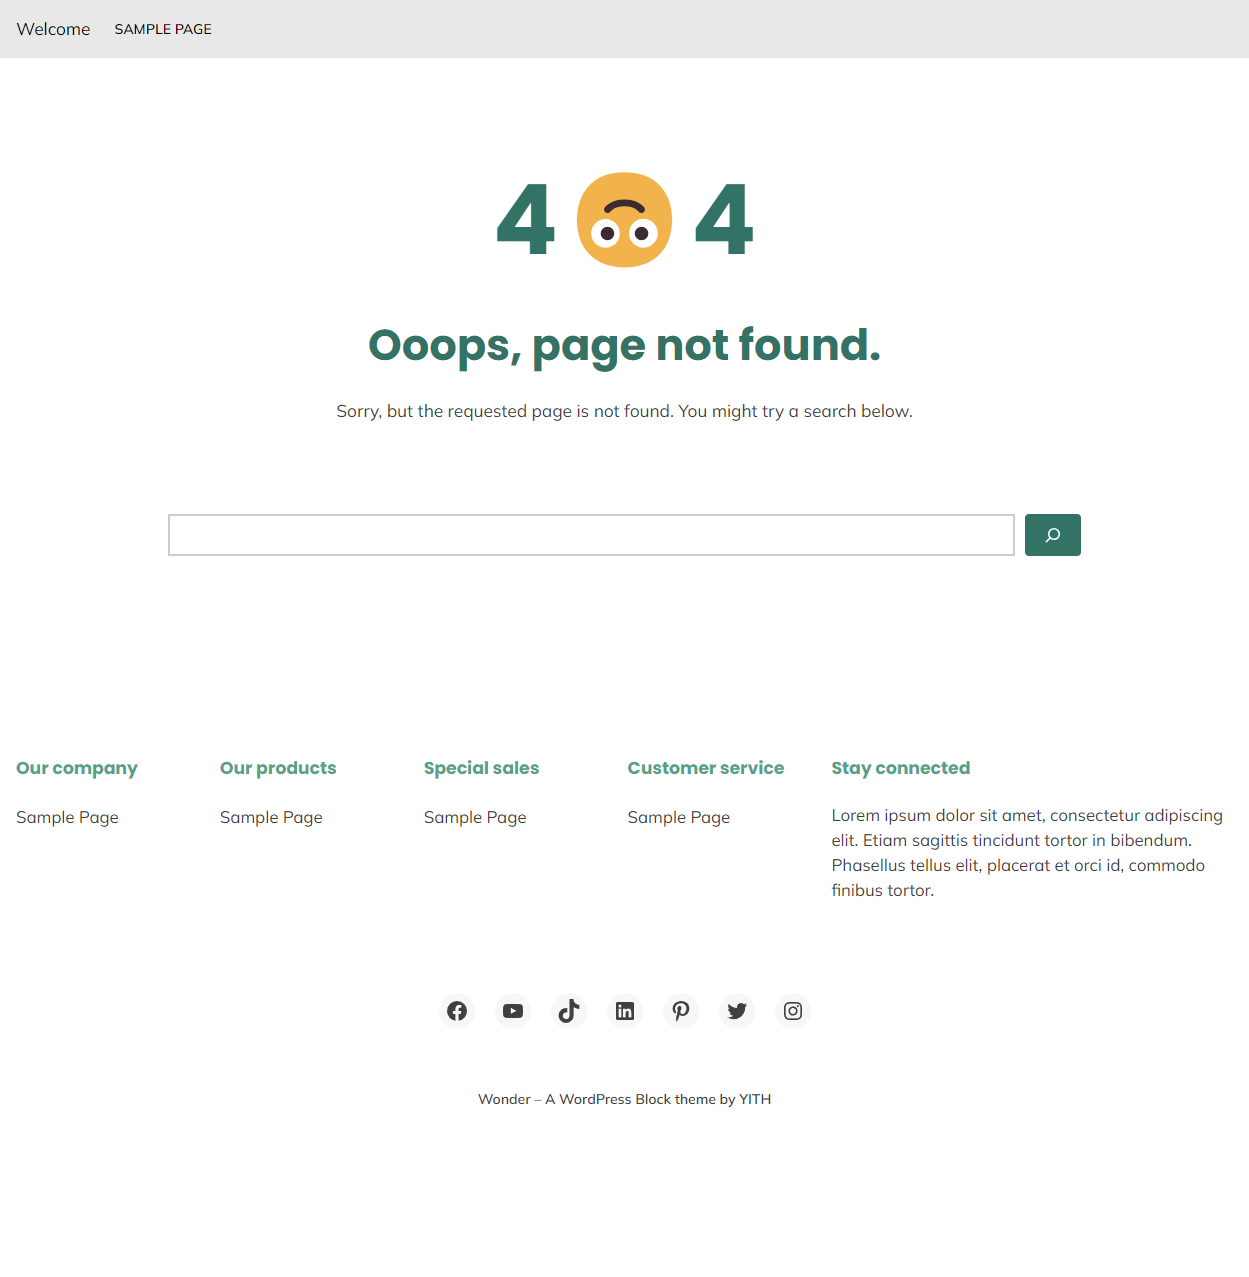 Welcome
SAMPLE PAGE
4 4
Ooops, page not found.
Sorry, but the requested page is not found. You might try a search below.
Our company
Sample Page
Our products
Sample Page
Special sales
Sample Page
Customer service
Sample Page
Stay connected
Lorem ipsum dolor sit amet, consectetur adipiscing
elit. Etiam sagittis tincidunt tortor in bibendum.
Phasellus tellus elit, placerat et orci id, commodo
finibus tortor.
Wonder – A WordPress Block theme by YITH